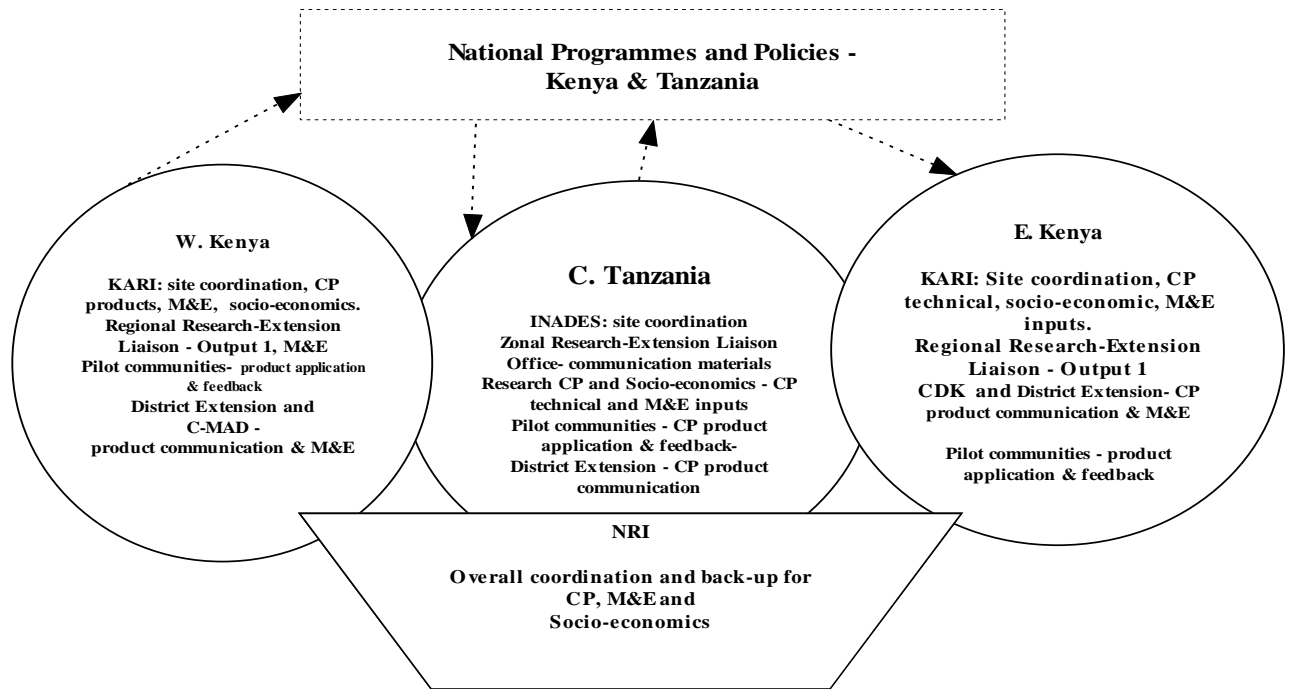 National Programmes and Policies -
Kenya & Tanzania
W. Kenya
KARI: site coordination, CP
products, M&E, socio-economics.
Regional Research-Extension
Liaison - Output 1, M&E
Pilot communities- product application
& feedback
District Extension and
C-MAD -
product communication & M&E
C. Tanzania
INADES: site coordination
Zonal Research-Extension Liaison
Office- communication materials
Research CP and Socio-economics - CP
technical and M&E inputs
Pilot communities - CP product
application & feedback-
District Extension - CP product
communication
E. Kenya
KARI: Site coordination, CP
technical, socio-economic, M&E
inputs.
Regional Research-Extension
Liaison - Output 1
CDK and District Extension- CP
product communication & M&E
Pilot communities - product
application & feedback
NRI
Overall coordination and back-up for
CP, M&E and
Socio-economics